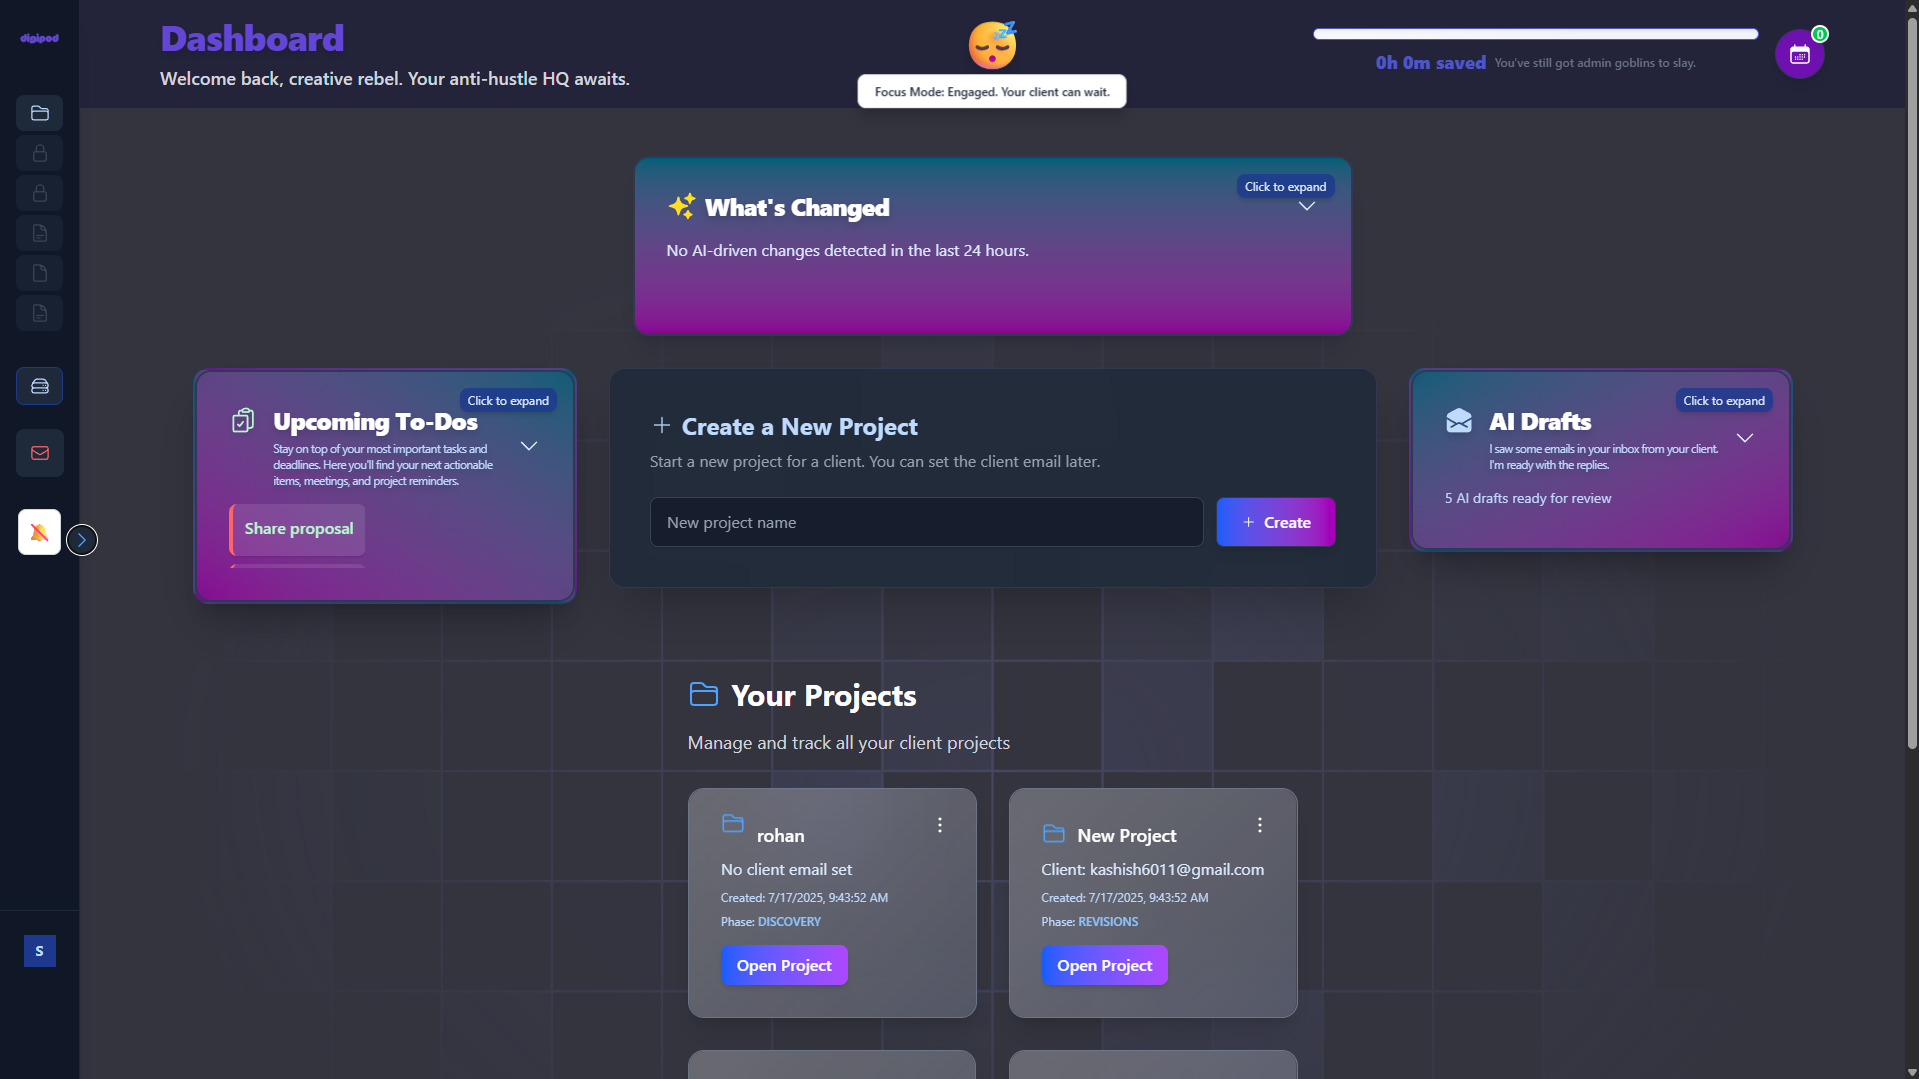 digipod
Dashboard
Welcome back, creative rebel. Your anti-hustle HQ awaits.
Focus Mode: Engaged. Your client can wait.
0h 0m saved You've still got admin goblins to slay.
0
Click to expand
What's Changed
No AI-driven changes detected in the last 24 hours.
Click to expand
Upcoming To-Dos
Stay on top of your most important tasks and
deadlines. Here you'll find your next actionable
items, meetings, and project reminders.
Share proposal
+ Create a New Project
Start a new project for a client. You can set the client email later.
New project name
+ Create
Click to expand
AI Drafts
I saw some emails in your inbox from your client.
I'm ready with the replies.
5 AI drafts ready for review
Your Projects
Manage and track all your client projects
rohan
No client email set
Created: 7/17/2025, 9:43:52 AM
Phase: DISCOVERY
Open Project
New Project
Client: kashish6011@gmail.com
Created: 7/17/2025, 9:43:52 AM
Phase: REVISIONS
Open Project
S